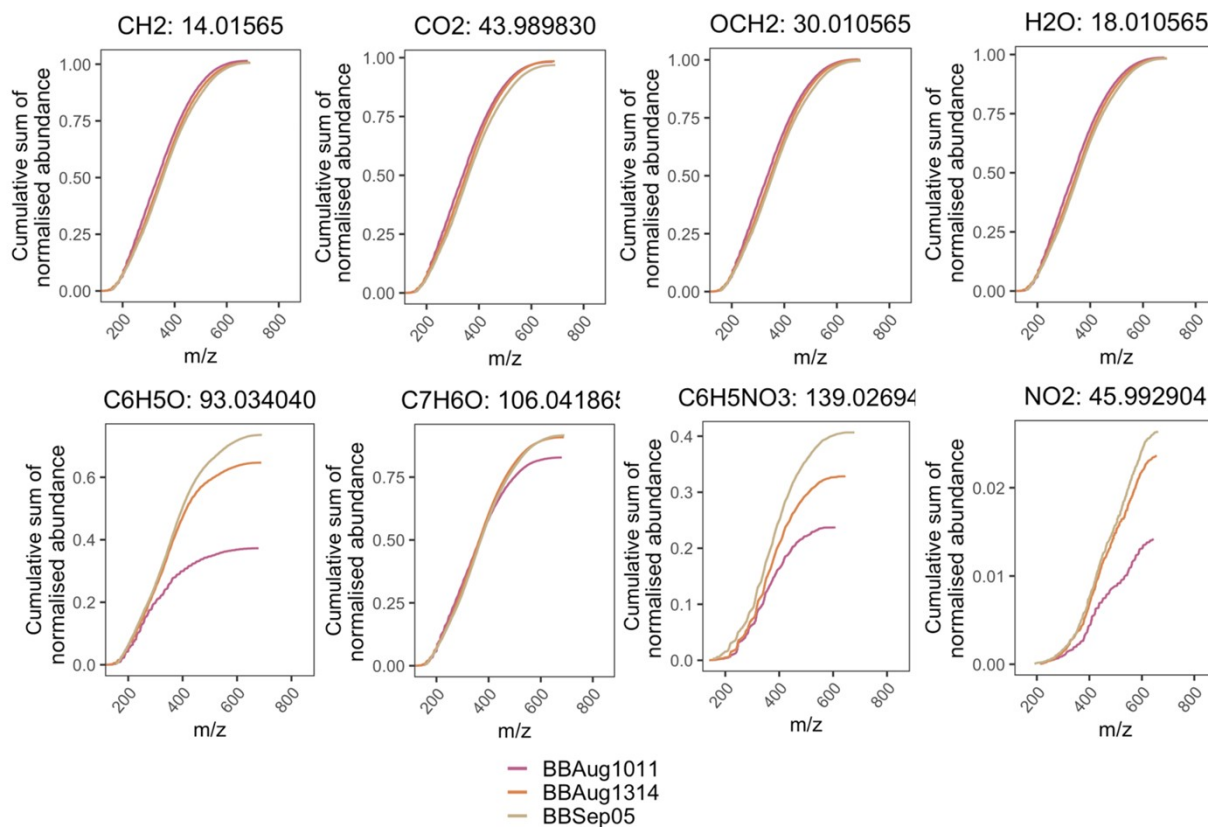 CH2: 14.01565
CO2: 43.989830
OCH2: 30.010565
H2O: 18.010565
Cumulative sum of
normalised abundance
1.00
0.75
0.50
0.25
0.00
200
400
600
800
m/z
Cumulative sum of
normalised abundance
1.00
0.75
0.50
0.25
0.00
200
400
600
800
m/z
Cumulative sum of
normalised abundance
1.00
0.75
0.50
0.25
0.00
200
400
600
800
m/z
Cumulative sum of
normalised abundance
1.00
0.75
0.50
0.25
0.00
200
400
600
800
m/z
C6H5O: 93.034040
C7H6O: 106.041865
C6H5NO3: 139.02694
NO2: 45.992904
Cumulative sum of
normalised abundance
0.6
0.4
0.2
0.0
200
400
600
800
m/z
Cumulative sum of
normalised abundance
0.75
0.50
0.25
0.00
200
400
600
800
m/z
Cumulative sum of
normalised abundance
0.4
0.3
0.2
0.1
0.0
200
400
600
800
m/z
Cumulative sum of
normalised abundance
0.02
0.01
0.00
200
400
600
800
m/z
BBAug1011
BBAug1314
BBSep05